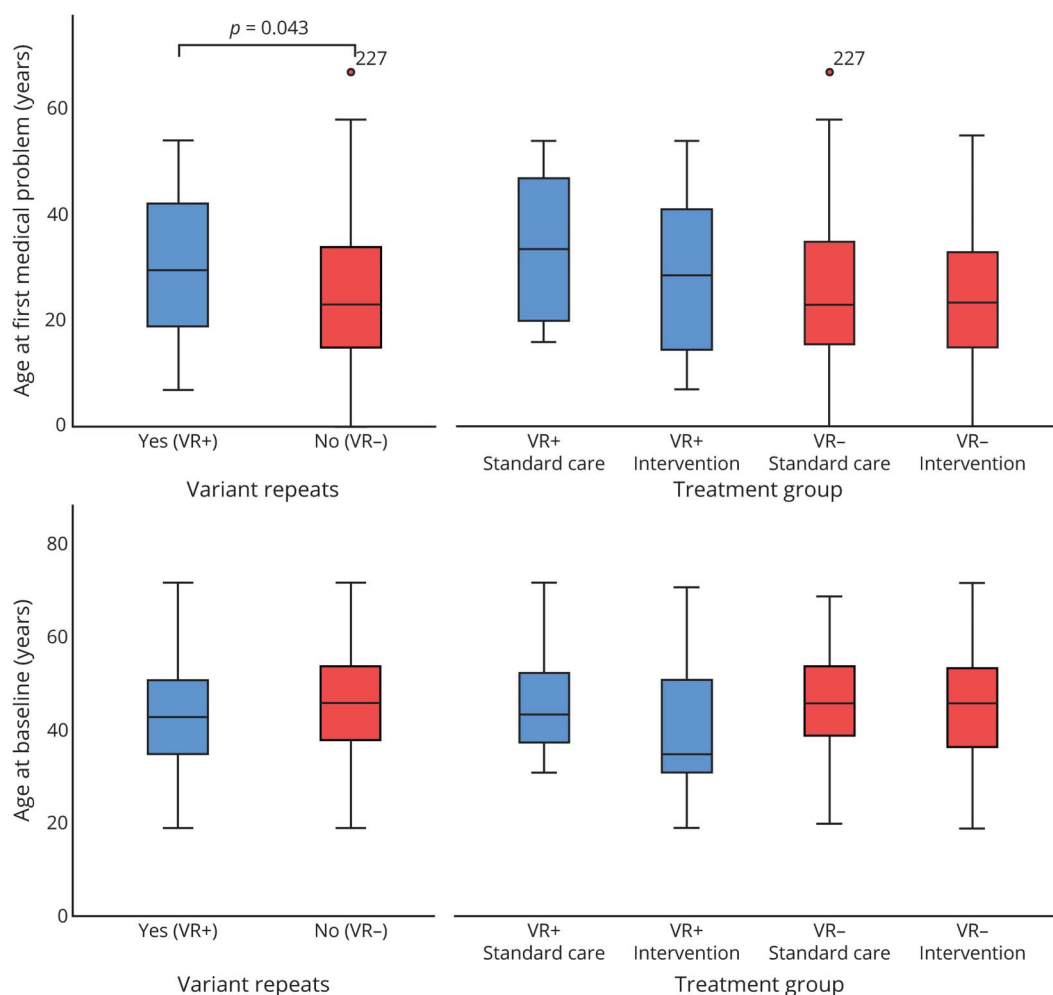 Age at first medical problem (years)
60
40
20
0
p = 0.043
227
Yes (VR+)
No (VR–)
Variant repeats
227
VR+
Standard care
VR+
Intervention
VR–
Standard care
VR–
Intervention
Treatment group
Age at baseline (years)
80
60
40
20
0
Yes (VR+)
No (VR–)
Variant repeats
VR+
Standard care
VR+
Intervention
VR–
Standard care
VR–
Intervention
Treatment group